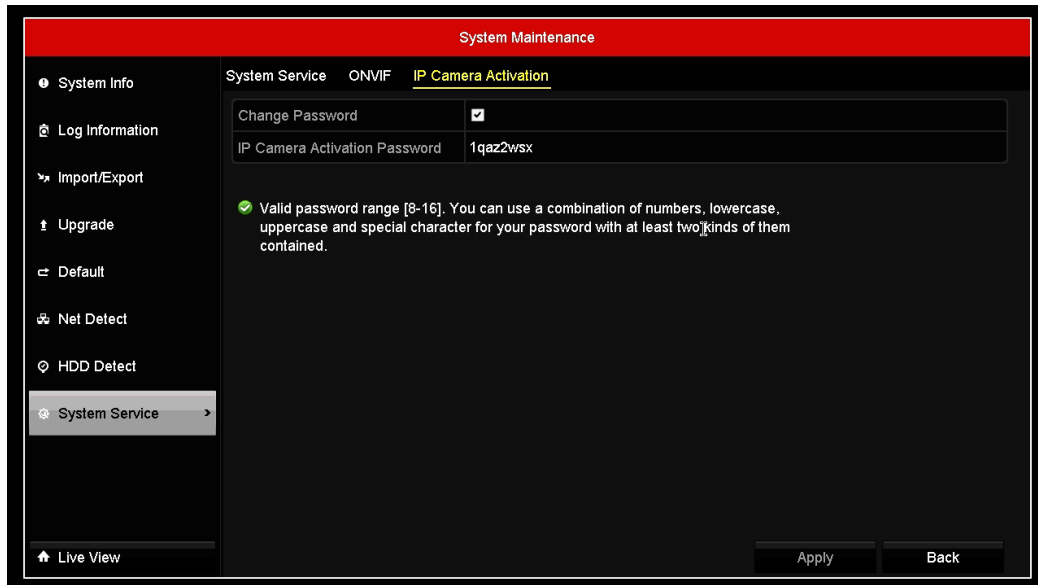 System Maintenance
System Info
Log Information
Import/Export
Upgrade
Default
Net Detect
HDD Detect
System Service
Live View
System Service ONVIF IP Camera Activation
Change Password
IP Camera Activation Password 1qaz2wsx
Valid password range [8-16]. You can use a combination of numbers, lowercase,
uppercase and special character for your password with at least two kinds of them
contained.
Apply Back